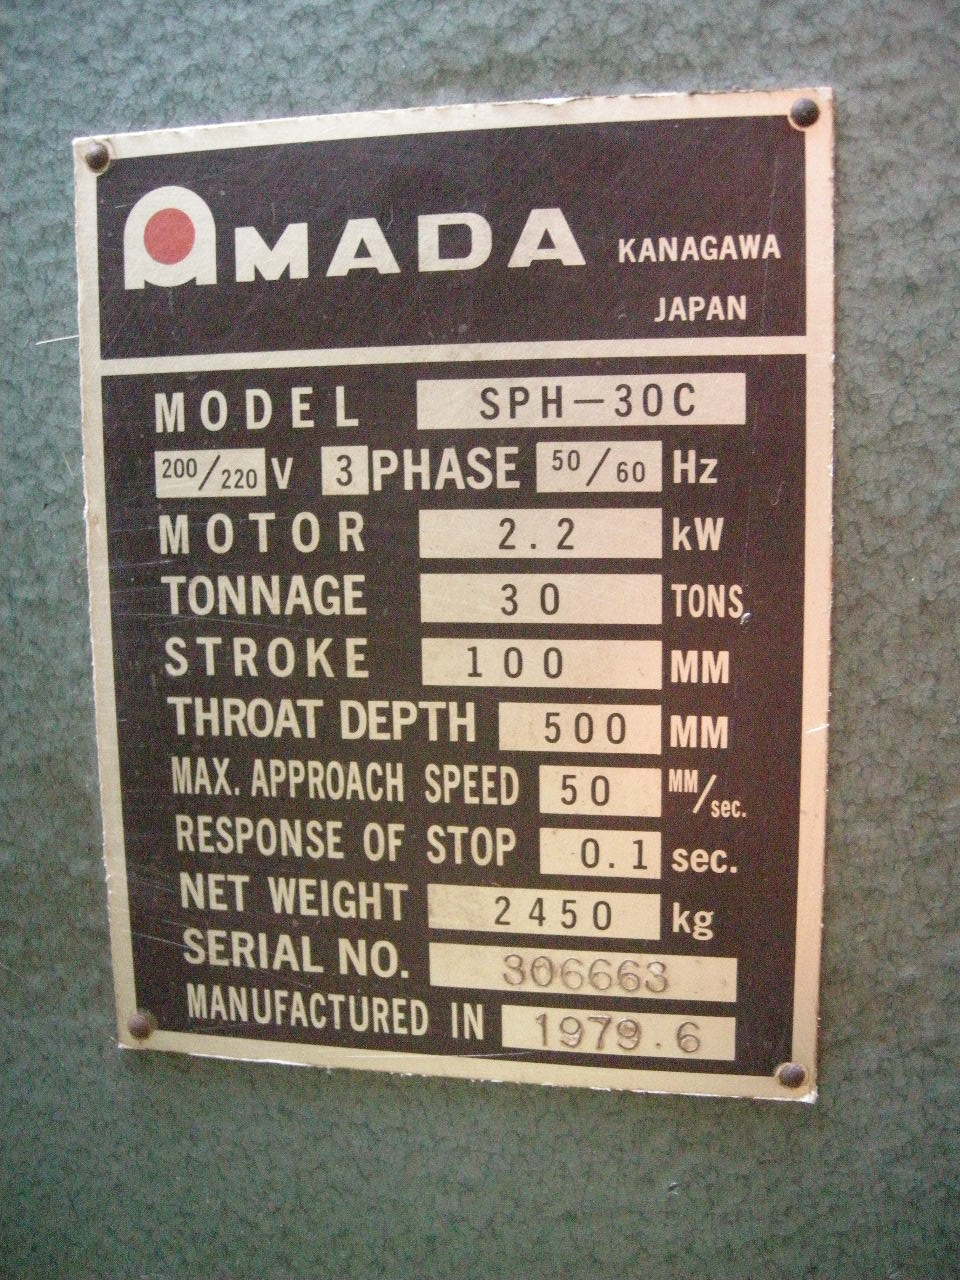 AMADA KANAGAWA
JAPAN
MODEL SPH-30C
200/220 V 3 PHASE 50/60 Hz
MOTOR 2.2 kW
TONNAGE 30 TONS
STROKE 100 MM
THROAT DEPTH 500 MM
MAX. APPROACH SPEED 50 MM/sec.
RESPONSE OF STOP 0.1 sec.
NET WEIGHT 2450 kg
SERIAL NO. 306663
MANUFACTURED IN 1979.6